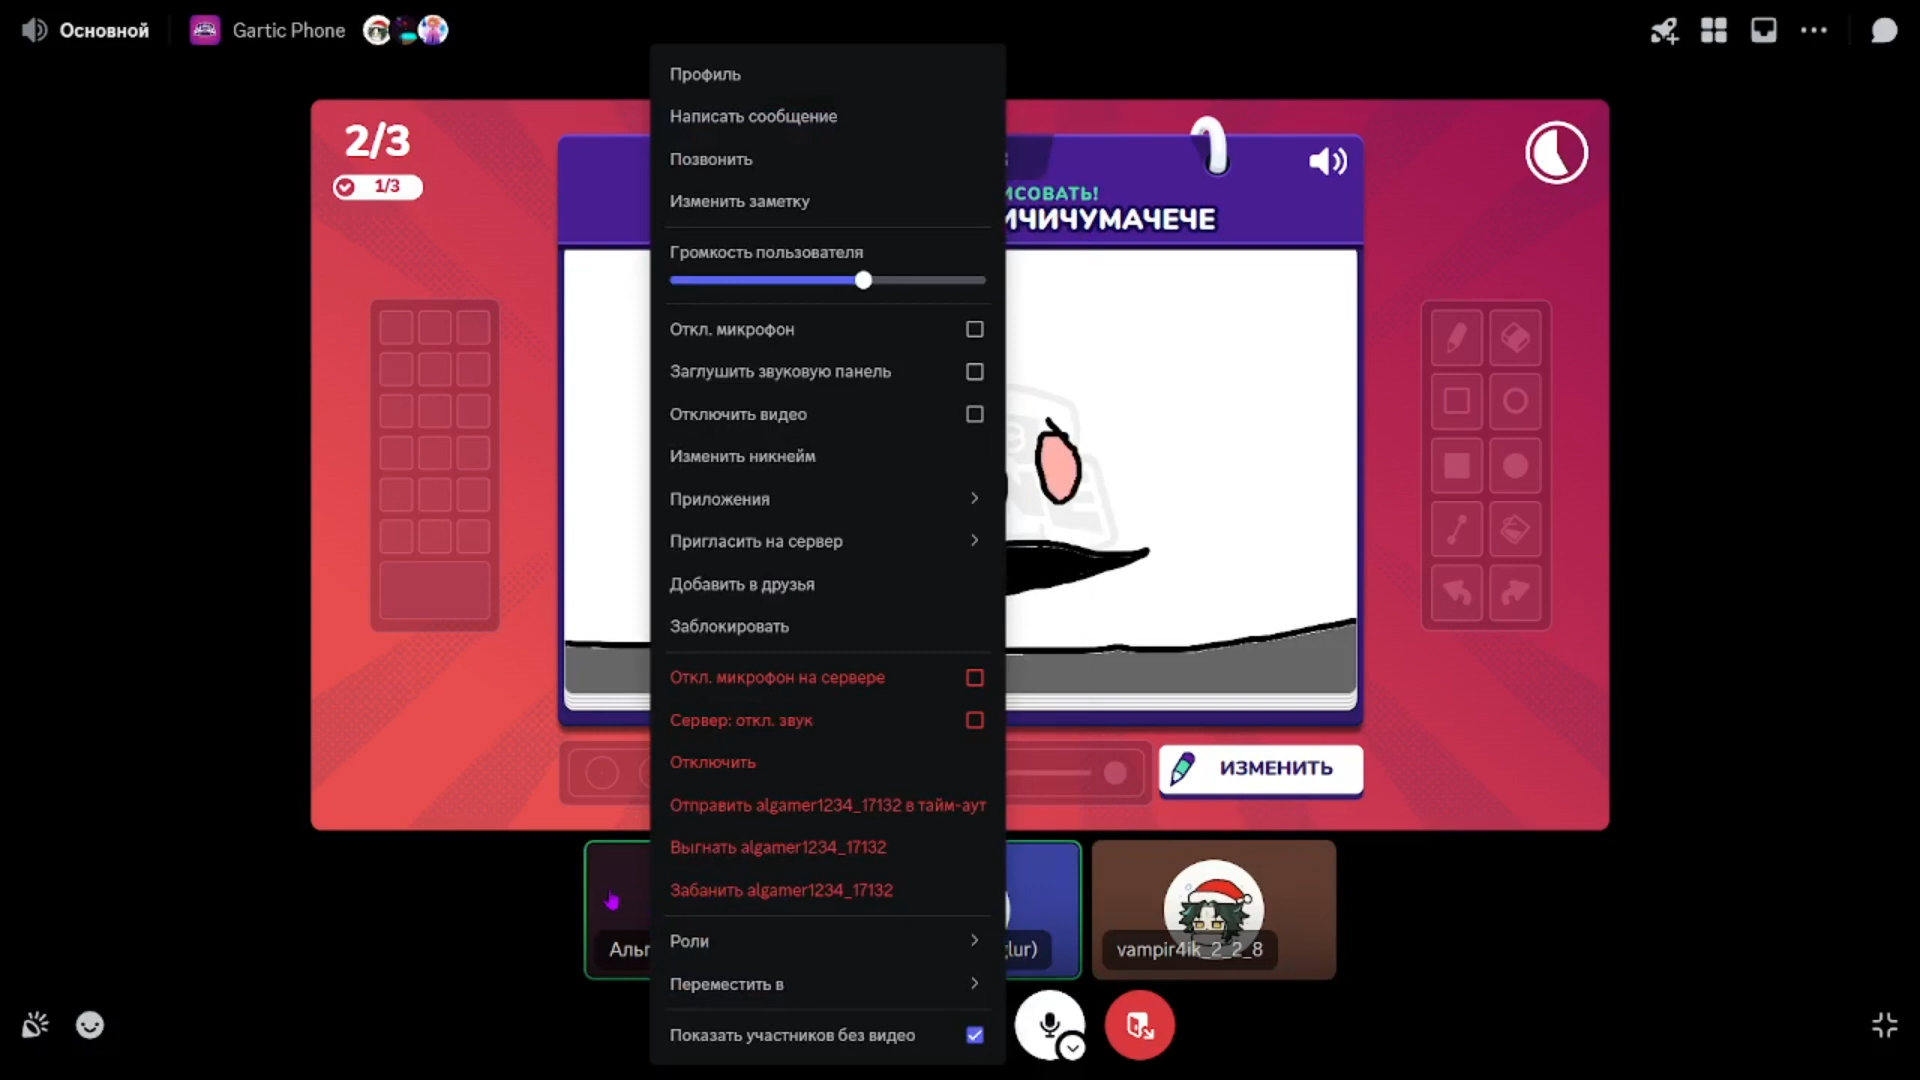 Основной
Gartic Phone
2/3
1/3
ИСОВАТЬ!
ИЧИЧУМАЧЕЧЕ
Профиль
Написать сообщение
Позвонить
Изменить заметку
Громкость пользователя
Откл. микрофон
Заглушить звуковую панель
Отключить видео
Изменить никнейм
Приложения
Пригласить на сервер
Добавить в друзья
Заблокировать
Откл. микрофон на сервере
Сервер: откл. звук
Отключить
Отправить algamer1234_17132 в тайм-аут
Выгнать algamer1234_17132
Забанить algamer1234_17132
Роли
Переместить в
Показать участников без видео
ИЗМЕНИТЬ
Альг
lur)
vampir4ik_2_2_8